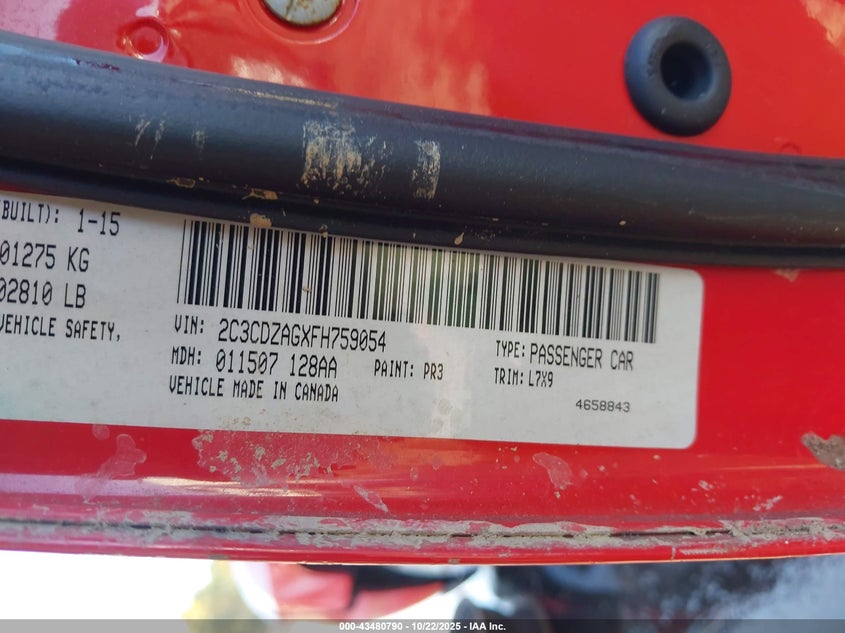 (BUILT): 1-15
01275 KG
02810 LB
VEHICLE SAFETY,
VIN: 2C3CDZAGXFH759054
MDH: 011507 128AA
PAINT: PR3
VEHICLE MADE IN CANADA
TYPE: PASSENGER CAR
TRIM: L7X9
4658843
000-43480790 - 10/22/2025 - IAA Inc.